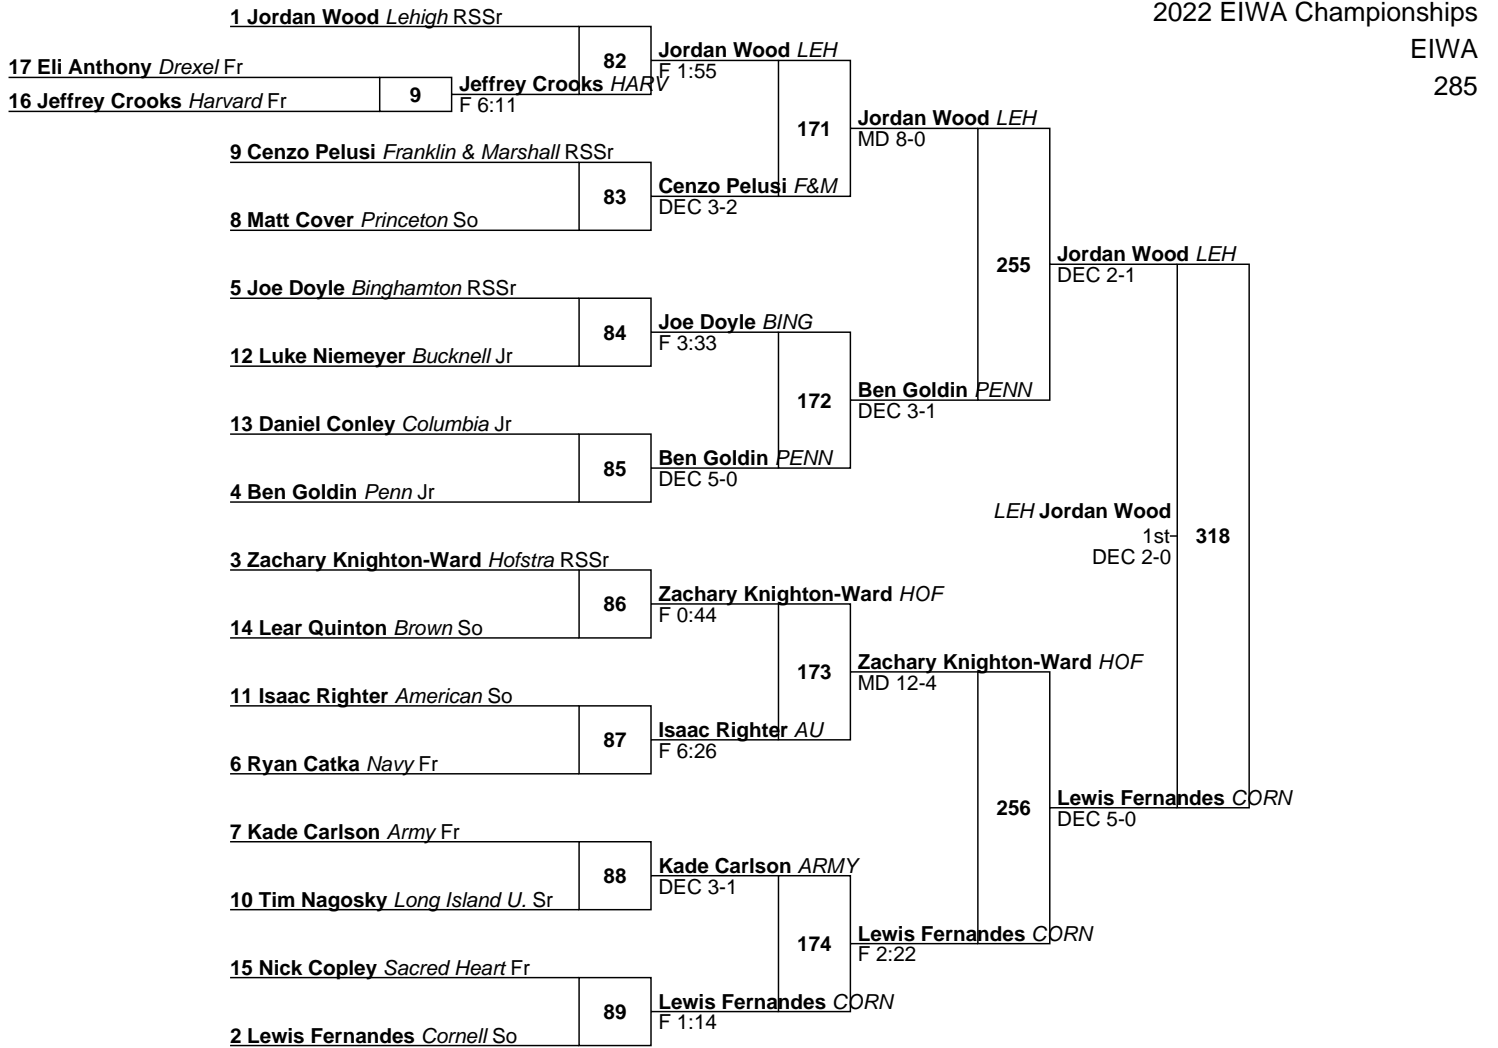 2022 EIWA Championships
EIWA
285
1 Jordan Wood Lehigh RSSr
17 Eli Anthony Drexel Fr
9
16 Jeffrey Crooks Harvard Fr
Jeffrey Crooks HARV
F 6:11
82
Jordan Wood LEH
F 1:55
9 Cenzo Pelusi Franklin & Marshall RSSr
83
8 Matt Cover Princeton So
Cenzo Pelusi F&M
DEC 3-2
171
Jordan Wood LEH
MD 8-0
5 Joe Doyle Binghamton RSSr
84
12 Luke Niemeyer Bucknell Jr
Joe Doyle BING
F 3:33
13 Daniel Conley Columbia Jr
85
4 Ben Goldin Penn Jr
Ben Goldin PENN
DEC 5-0
172
Ben Goldin PENN
DEC 3-1
255
Jordan Wood LEH
DEC 2-1
3 Zachary Knighton-Ward Hofstra RSSr
86
14 Lear Quinton Brown So
Zachary Knighton-Ward HOF
F 0:44
11 Isaac Righter American So
87
6 Ryan Catka Navy Fr
Isaac Righter AU
F 6:26
173
Zachary Knighton-Ward HOF
MD 12-4
7 Kade Carlson Army Fr
88
10 Tim Nagosky Long Island U. Sr
Kade Carlson ARMY
DEC 3-1
15 Nick Copley Sacred Heart Fr
89
2 Lewis Fernandes Cornell So
Lewis Fernandes CORN
F 1:14
174
Lewis Fernandes CORN
F 2:22
256
Lewis Fernandes CORN
DEC 5-0
LEH Jordan Wood
1st
DEC 2-0
318